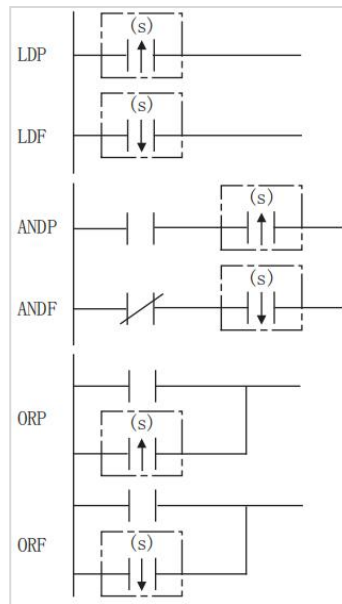 (s)
LDP
(s)
LDF
(s)
ANDP
(s)
ANDF
ORP
(s)
(s)
ORF